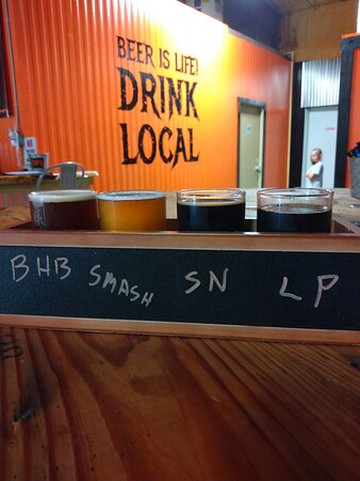 BEER IS LIFE!
DRINK
LOCAL
BHB SMASH SN LP